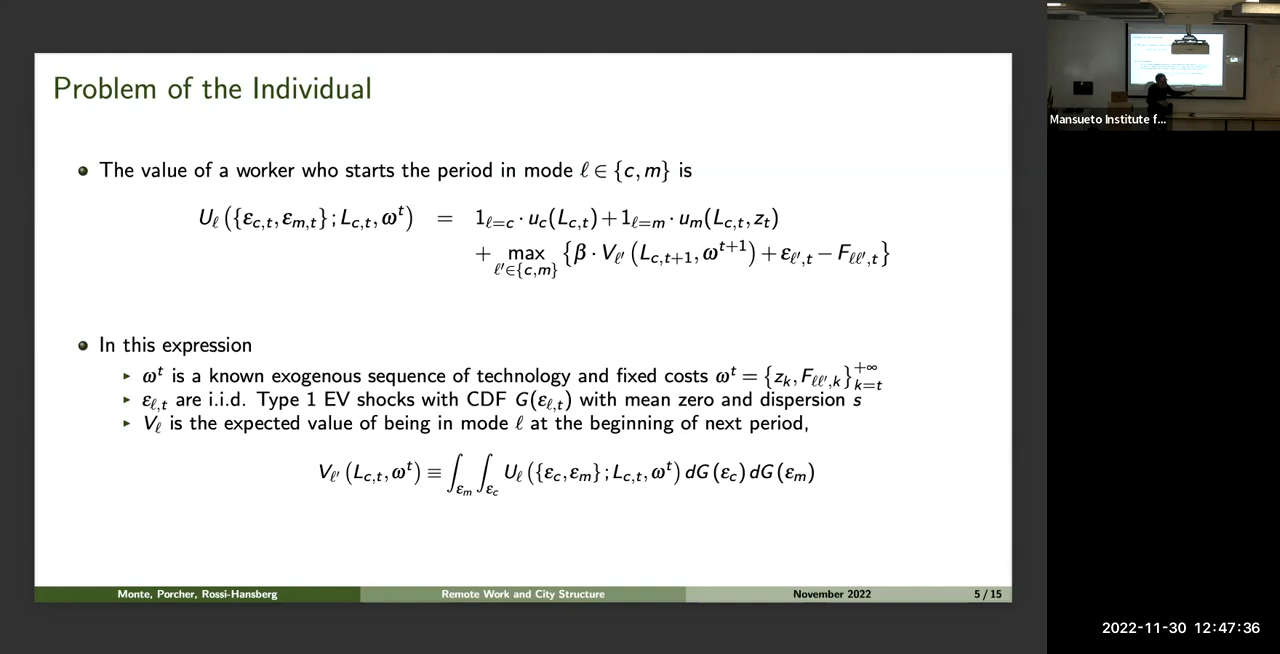 Problem of the Individual
The value of a worker who starts the period in mode ℓ ∈ {c, m} is
U_ℓ ({ε_{c,t}, ε_{m,t}} ; L_{c,t}, ω^t) = 1_{ℓ=c} · u_c(L_{c,t}) + 1_{ℓ=m} · u_m(L_{c,t}, z_t)
+ max_{ℓ′∈{c,m}} {β · V_{ℓ′} (L_{c,t+1}, ω^{t+1}) + ε_{ℓ′,t} − F_{ℓℓ′,t}}
In this expression
ω^t is a known exogenous sequence of technology and fixed costs ω^t = {z_k, F_{ℓℓ′,k}}_{k=t}^{+∞}
ε_{ℓ,t} are i.i.d. Type 1 EV shocks with CDF G(ε_{ℓ,t}) with mean zero and dispersion s
V_ℓ is the expected value of being in mode ℓ at the beginning of next period,
V_{ℓ′} (L_{c,t}, ω^t) ≡ ∫_{ε_m} ∫_{ε_c} U_ℓ ({ε_c, ε_m} ; L_{c,t}, ω^t) dG (ε_c) dG (ε_m)
Monte, Porcher, Rossi-Hansberg Remote Work and City Structure November 2022 5 / 15
Mansueto Institute f...
2022-11-30 12:47:36